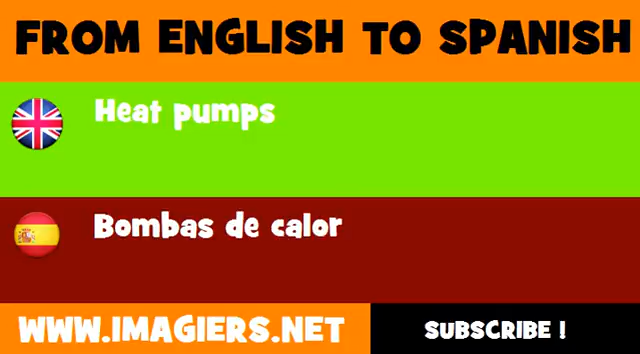 FROM ENGLISH TO SPANISH
Heat pumps
Bombas de calor
WWW.IMAGIERS.NET
SUBSCRIBE !